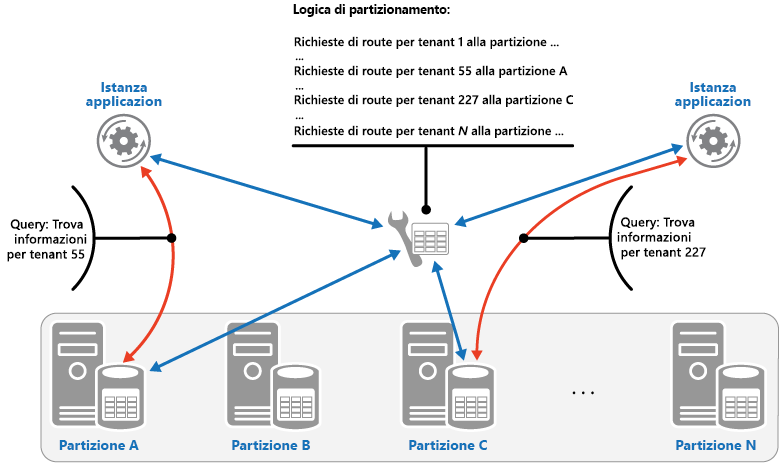 Logica di partizionamento:
Richieste di route per tenant 1 alla partizione ...
...
Richieste di route per tenant 55 alla partizione A
...
Richieste di route per tenant 227 alla partizione C
...
Richieste di route per tenant N alla partizione ...
Istanza
applicazion
Istanza
applicazion
Query: Trova
informazioni
per tenant 55
Query: Trova
informazioni
per tenant 227
...
Partizione A
Partizione B
Partizione C
Partizione N